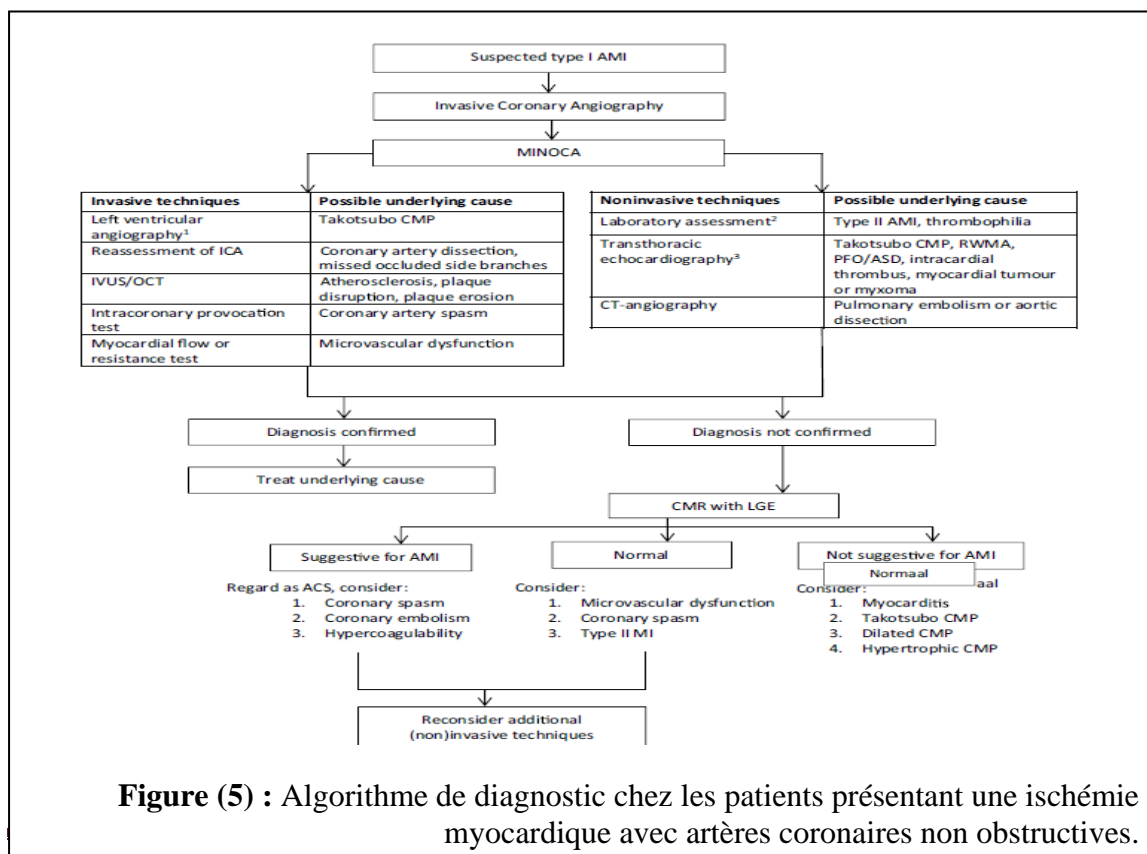 Suspected type I AMI
Invasive Coronary Angiography
MINOCA
Invasive techniques
Possible underlying cause
Left ventricular
angiography¹
Takotsubo CMP
Reassessment of ICA
Coronary artery dissection,
missed occluded side branches
IVUS/OCT
Atherosclerosis, plaque
disruption, plaque erosion
Intracoronary provocation
test
Coronary artery spasm
Myocardial flow or
resistance test
Microvascular dysfunction
Noninvasive techniques
Possible underlying cause
Laboratory assessment²
Type II AMI, thrombophilia
Transthoracic
echocardiography³
Takotsubo CMP, RWMA,
PFO/ASD, intracardial
thrombus, myocardial tumour
or myxoma
CT-angiography
Pulmonary embolism or aortic
dissection
Diagnosis confirmed
Diagnosis not confirmed
Treat underlying cause
CMR with LGE
Suggestive for AMI
Normal
Not suggestive for AMI
Normaal
aal
Regard as ACS, consider:
1. Coronary spasm
2. Coronary embolism
3. Hypercoagulability
Consider:
1. Microvascular dysfunction
2. Coronary spasm
3. Type II MI
Consider:
1. Myocarditis
2. Takotsubo CMP
3. Dilated CMP
4. Hypertrophic CMP
Reconsider additional
(non)invasive techniques
Figure (5) : Algorithme de diagnostic chez les patients présentant une ischémie
myocardique avec artères coronaires non obstructives.